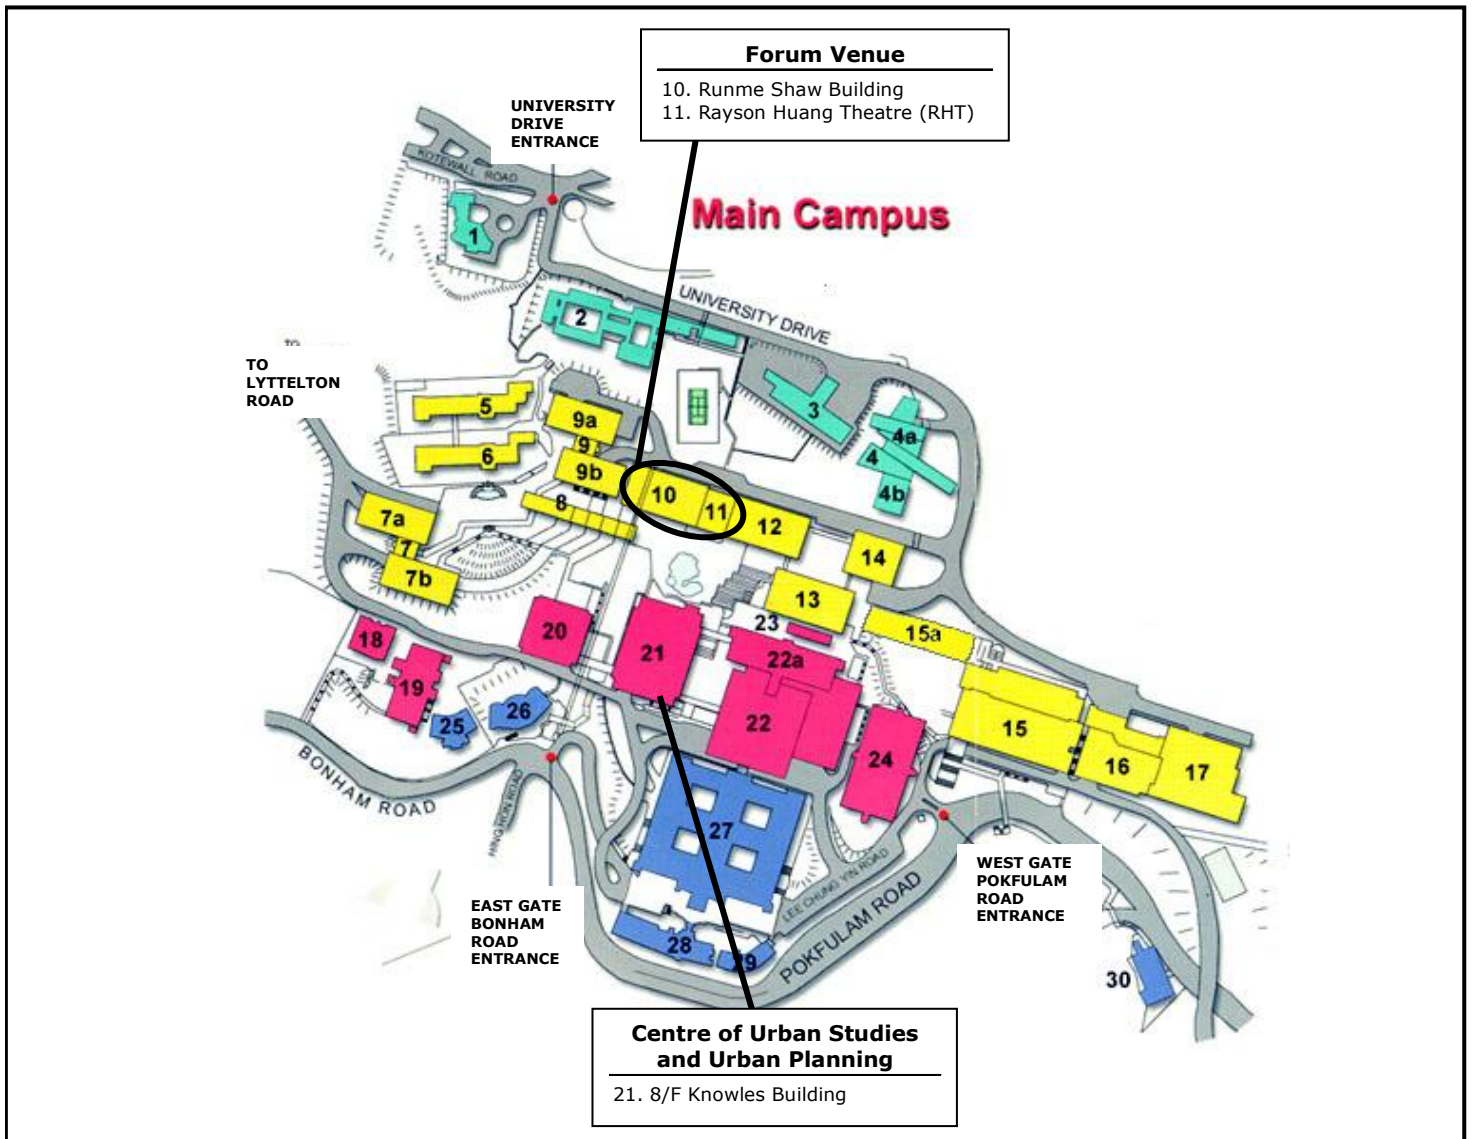 Forum Venue
10. Runme Shaw Building
11. Rayson Huang Theatre (RHT)
UNIVERSITY
DRIVE
ENTRANCE
KOTEWALL ROAD
Main Campus
1
UNIVERSITY DRIVE
2
TO
TO
LYTTELTON
ROAD
3
5
9a
4a
6
9
4
9b
4b
10
8
11
7a
12
7
14
7b
13
23
15a
18
20
21
22a
19
26
25
22
15
24
16
17
BONHAM ROAD
HING HON ROAD
27
LEE CHUNG YIN ROAD
POKFULAM ROAD
WEST GATE
POKFULAM
ROAD
ENTRANCE
EAST GATE
BONHAM
ROAD
ENTRANCE
28
29
30
Centre of Urban Studies
and Urban Planning
21. 8/F Knowles Building